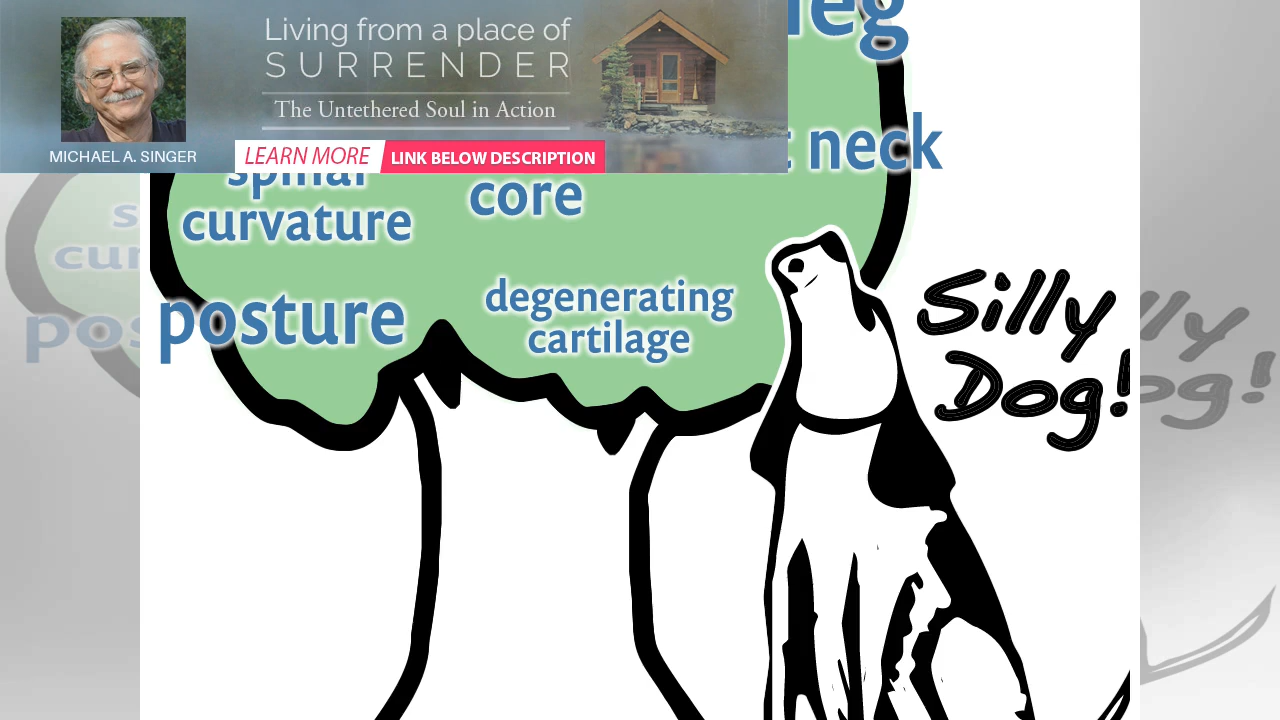 Living from a place of
SURRENDER
The Untethered Soul in Action
MICHAEL A. SINGER
LEARN MORE
LINK BELOW DESCRIPTION
neck
spinal
curvature
core
posture
degenerating
cartilage
Silly
Dog!